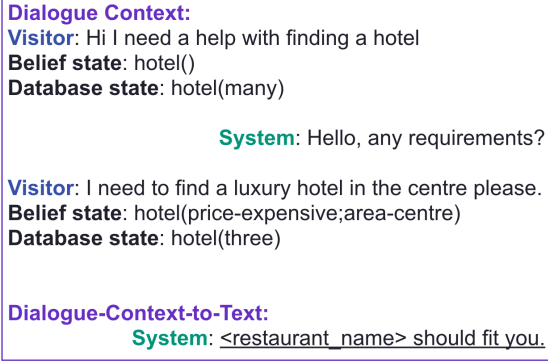 Dialogue Context:
Visitor: Hi I need a help with finding a hotel
Belief state: hotel()
Database state: hotel(many)
System: Hello, any requirements?
Visitor: I need to find a luxury hotel in the centre please.
Belief state: hotel(price-expensive;area-centre)
Database state: hotel(three)
Dialogue-Context-to-Text:
System: <restaurant_name> should fit you.